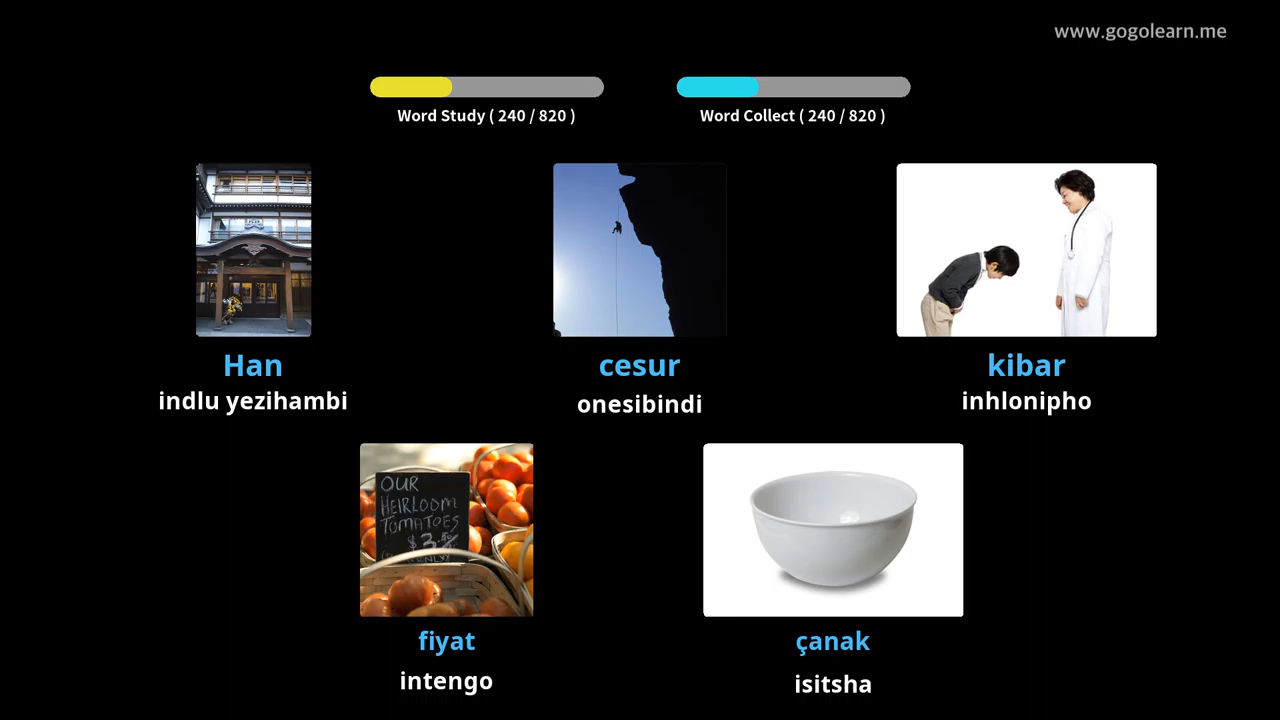 www.gogolearn.me
Word Study ( 240 / 820 )
Word Collect ( 240 / 820 )
Han
indlu yezihambi
cesur
onesibindi
kibar
inhlonipho
OUR
HEIRLOOM
TOMATOES
fiyat
intengo
çanak
isitsha